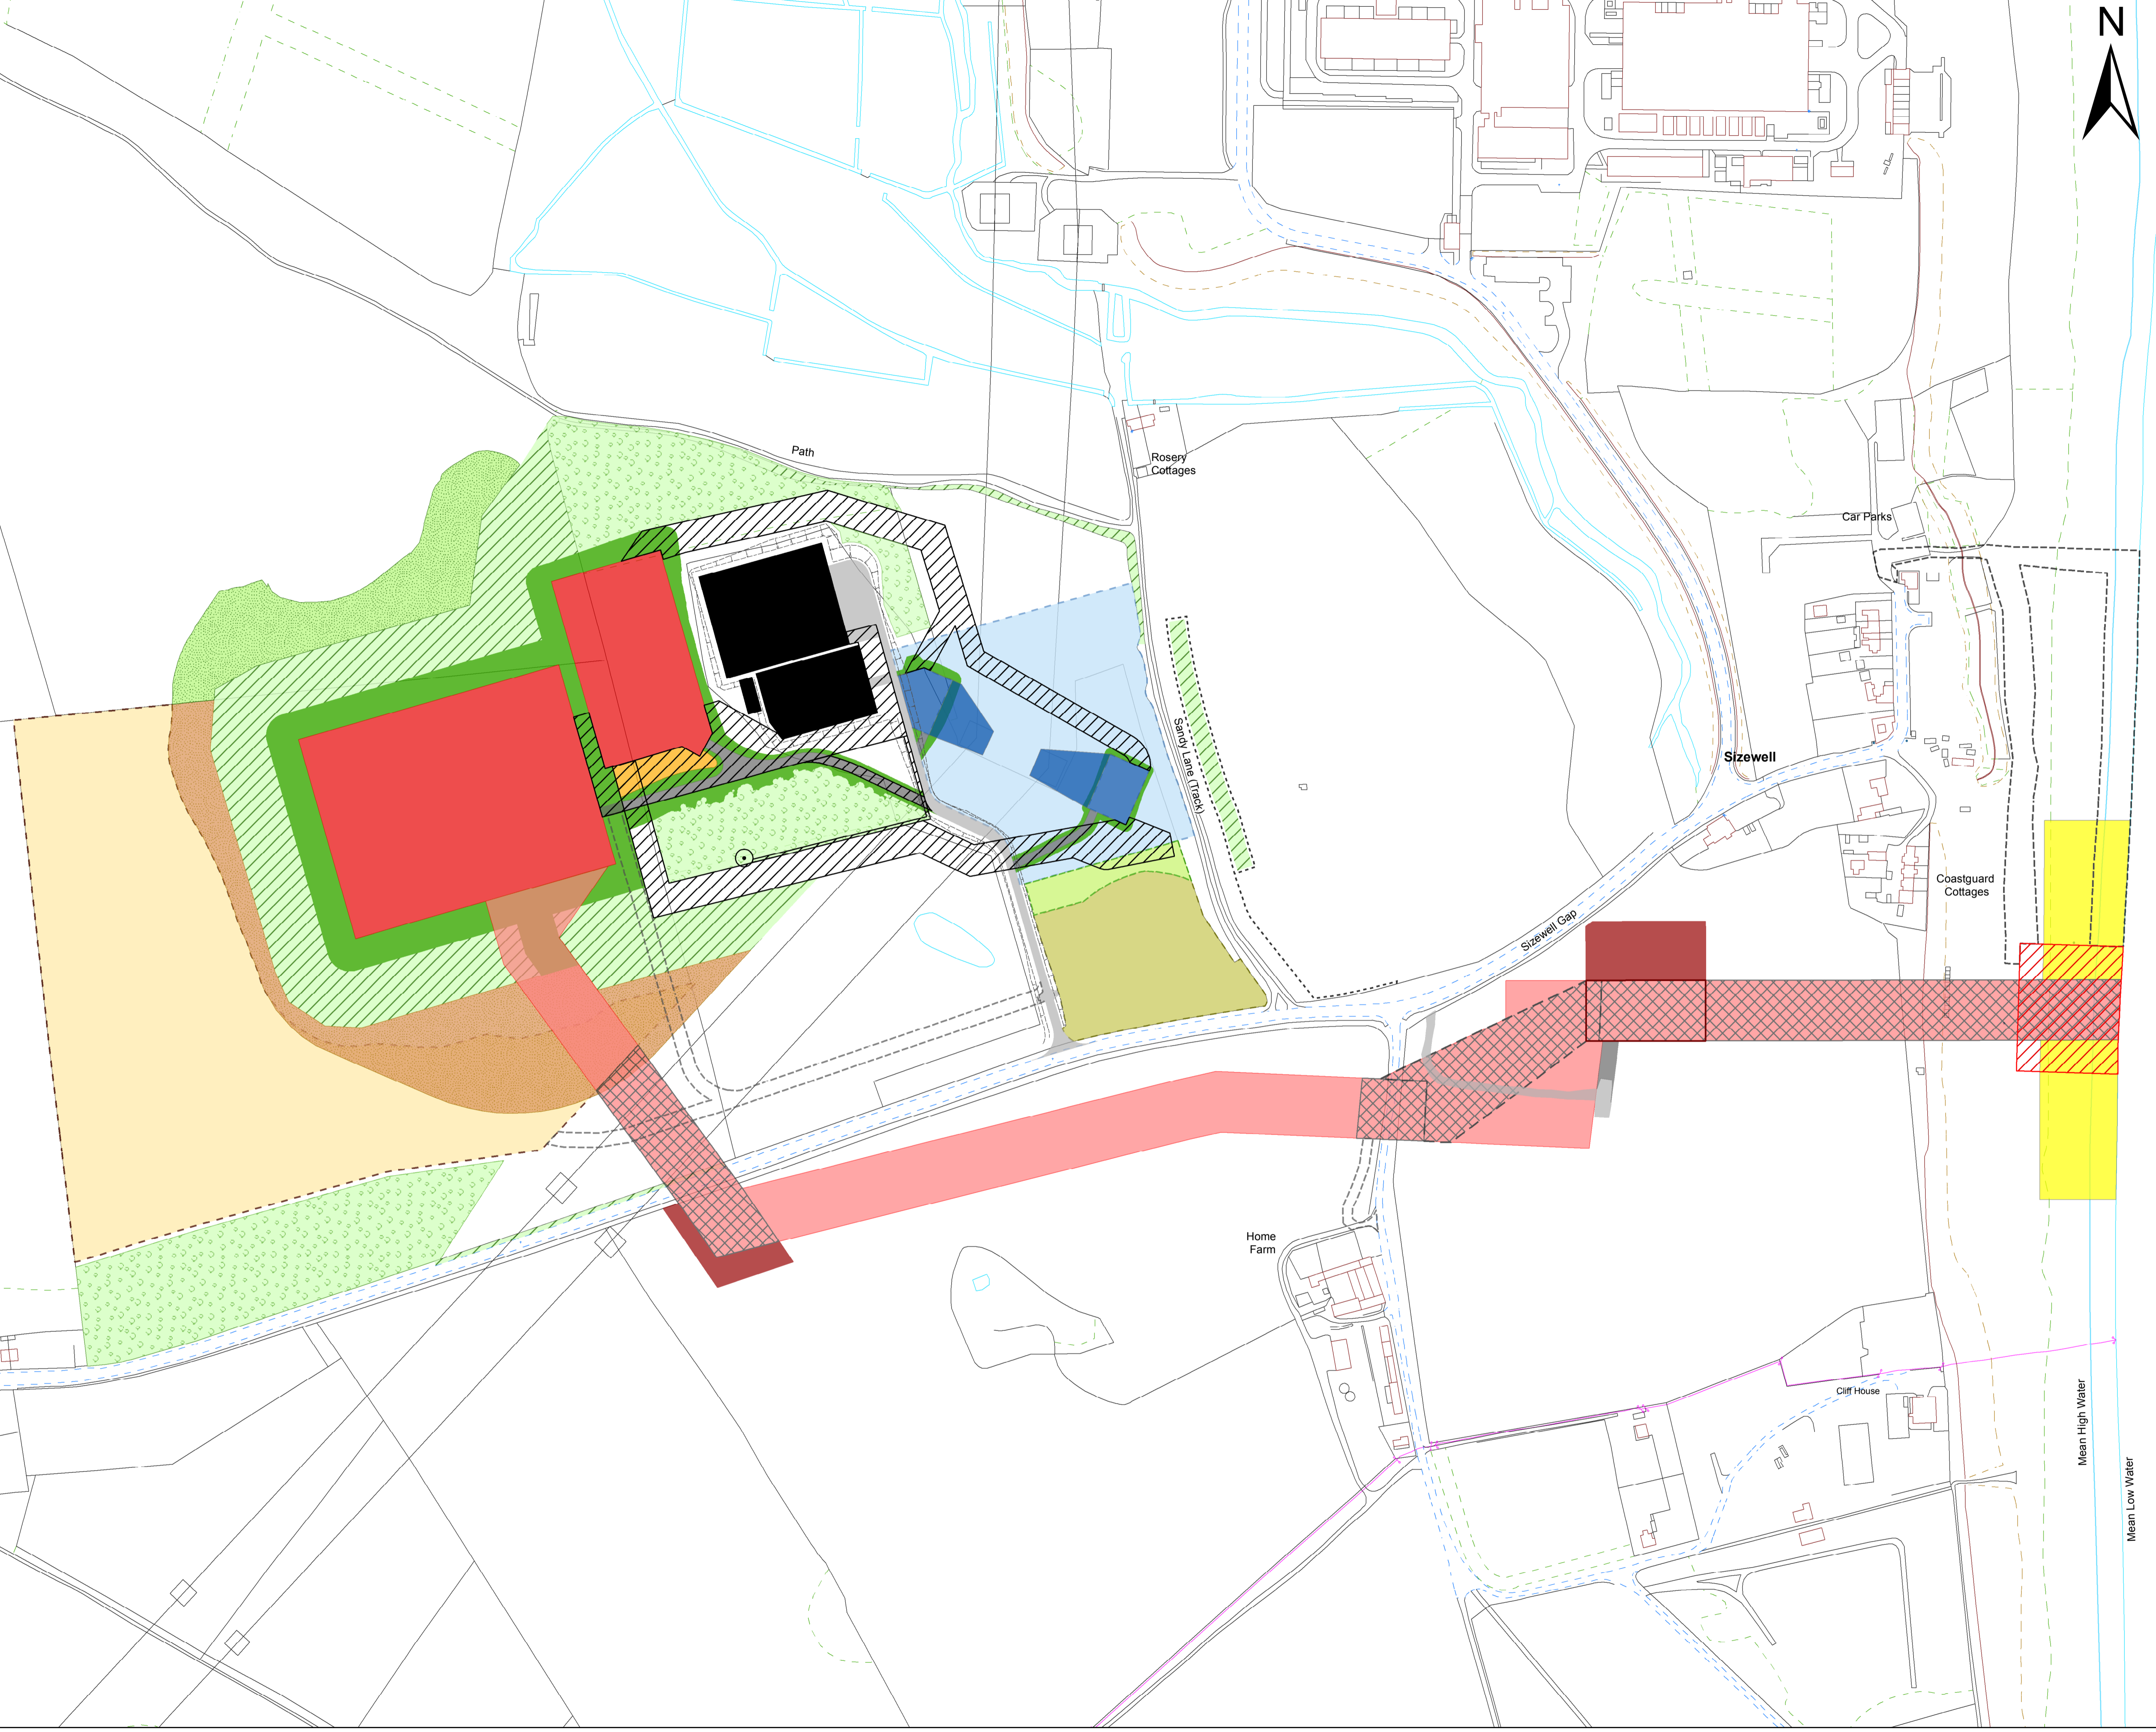 N
Path
Rosery
Cottages
Car Parks
Sandy Lane (Track)
Sizewell
Coastguard
Cottages
Sizewell Gap
Home
Farm
Cliff House
Mean High Water
Mean Low Water